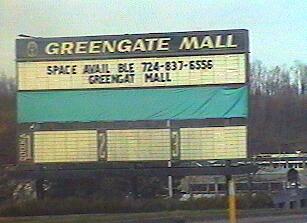 GREENGATE MALL
SPACE AVAIL BLE 724-837-6556
GREENGAT MALL